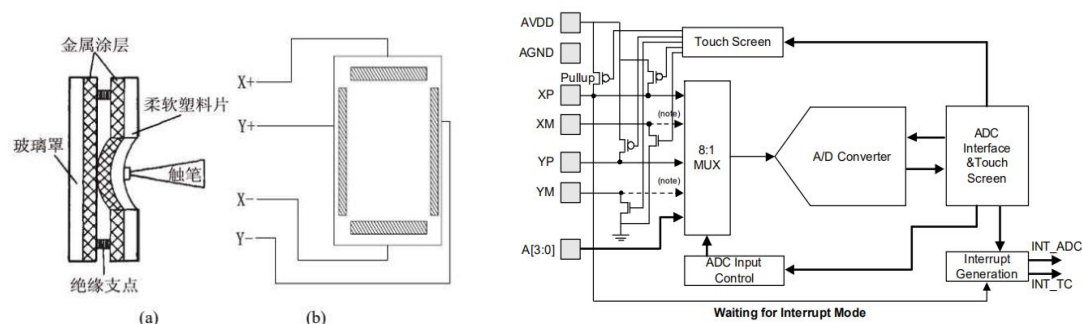 金属涂层
柔软塑料片
玻璃罩
触笔
绝缘支点
(a)
X+
Y+
X-
Y-
(b)
AVDD
AGND
Pullup
XP
XM
YP
YM
A[3:0]
Touch Screen
(note)
(note)
8:1
MUX
A/D Converter
ADC
Interface
&Touch
Screen
ADC Input
Control
Interrupt
Generation
INT_ADC
INT_TC
Waiting for Interrupt Mode